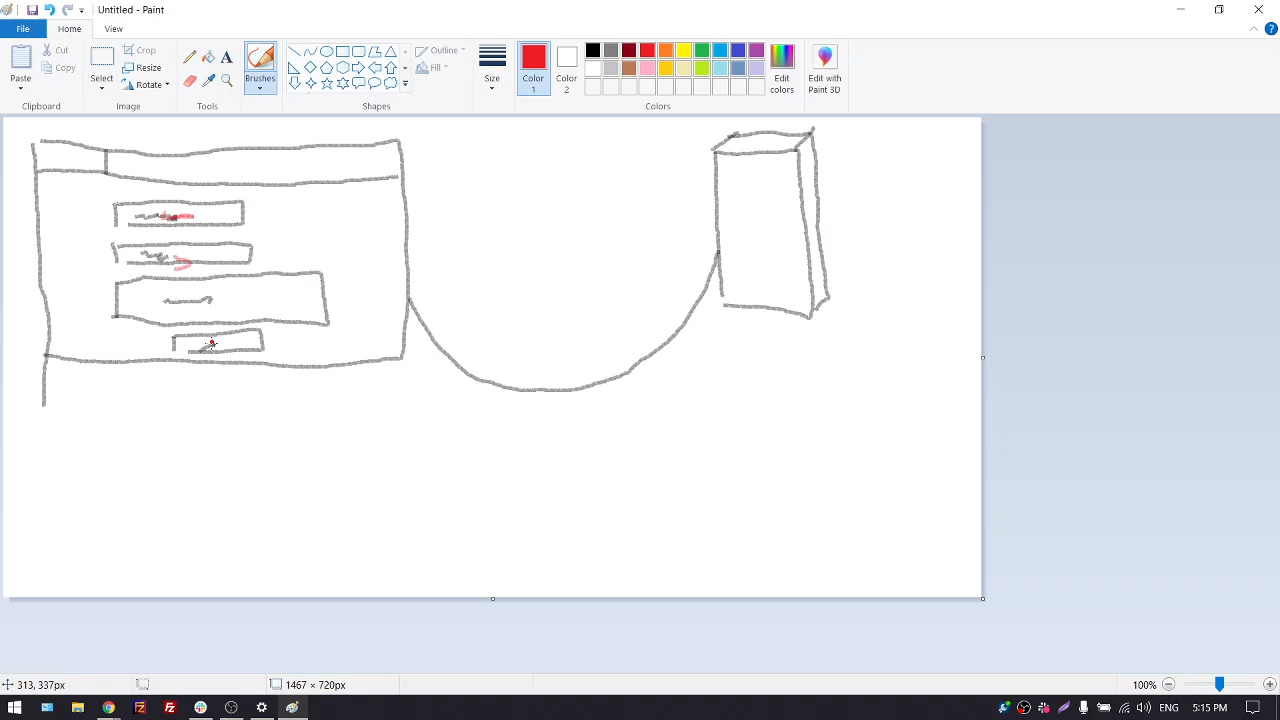 Untitled - Paint
File
Home
View
Paste
Cut
Copy
Clipboard
Select
Crop
Resize
Rotate
Image
A
Tools
Brushes
Outline
Fill
Shapes
Size
Color 1
Color 2
Edit colors
Colors
Edit with Paint 3D
313, 337px
1467 × 720px
100%
ENG
5:15 PM